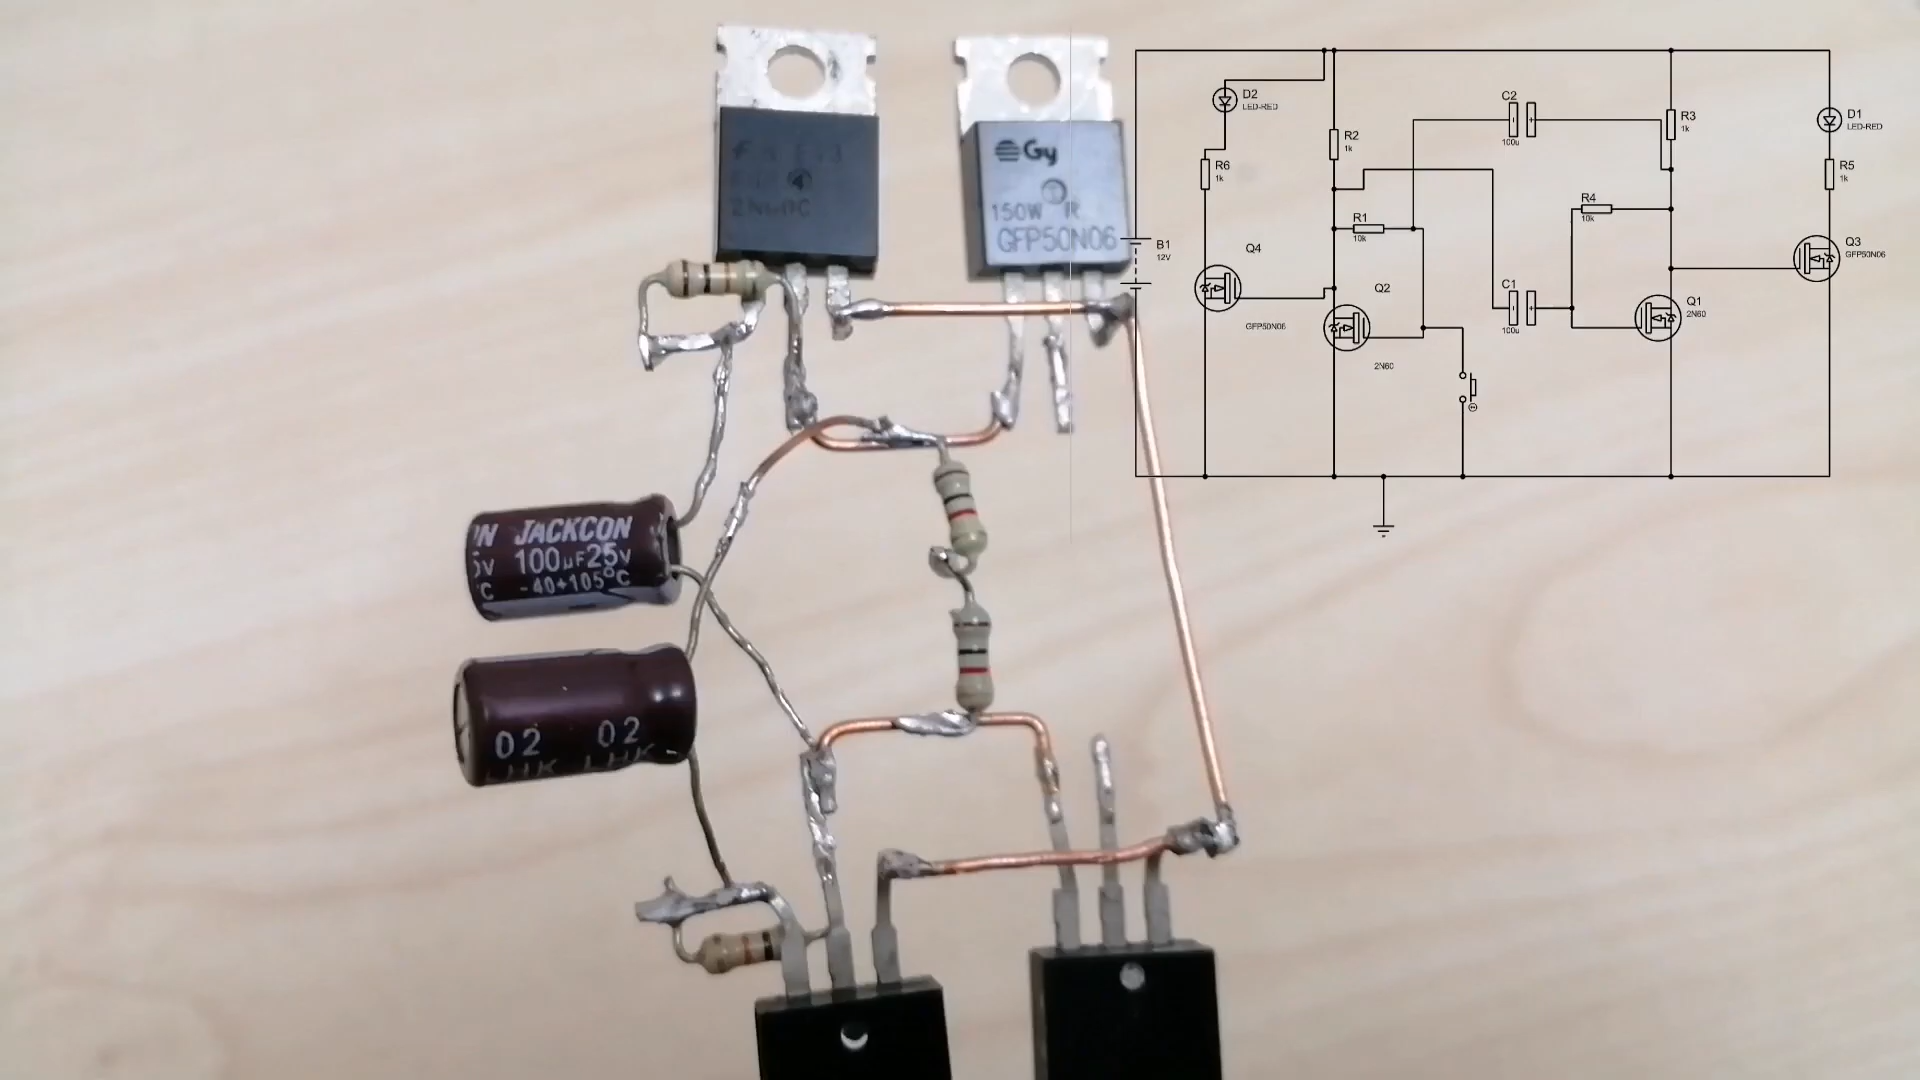 Gy
150W R
GFP50N06
2N60C
JACKCON
100µF25V
-40+105°C
02 02
D2
LED-RED
R6
1k
Q4
GFP50N06
B1
12V
R2
1k
R1
10k
Q2
2N60
C2
100u
C1
100u
R4
10k
R3
1k
Q1
2N60
D1
LED-RED
R5
1k
Q3
GFP50N06